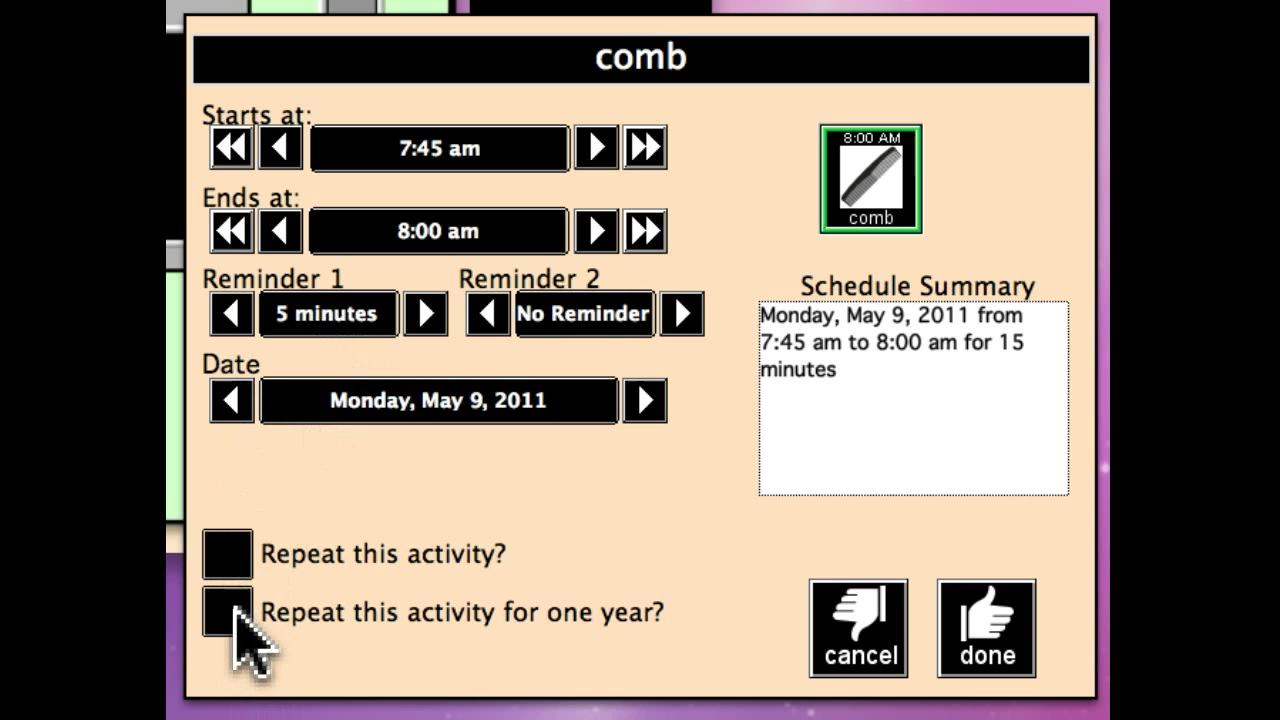 comb
Starts at:
7:45 am
Ends at:
8:00 am
Reminder 1
Reminder 2
5 minutes
No Reminder
Date
Monday, May 9, 2011
8:00 AM
comb
Schedule Summary
Monday, May 9, 2011 from
7:45 am to 8:00 am for 15
minutes
Repeat this activity?
Repeat this activity for one year?
cancel
done